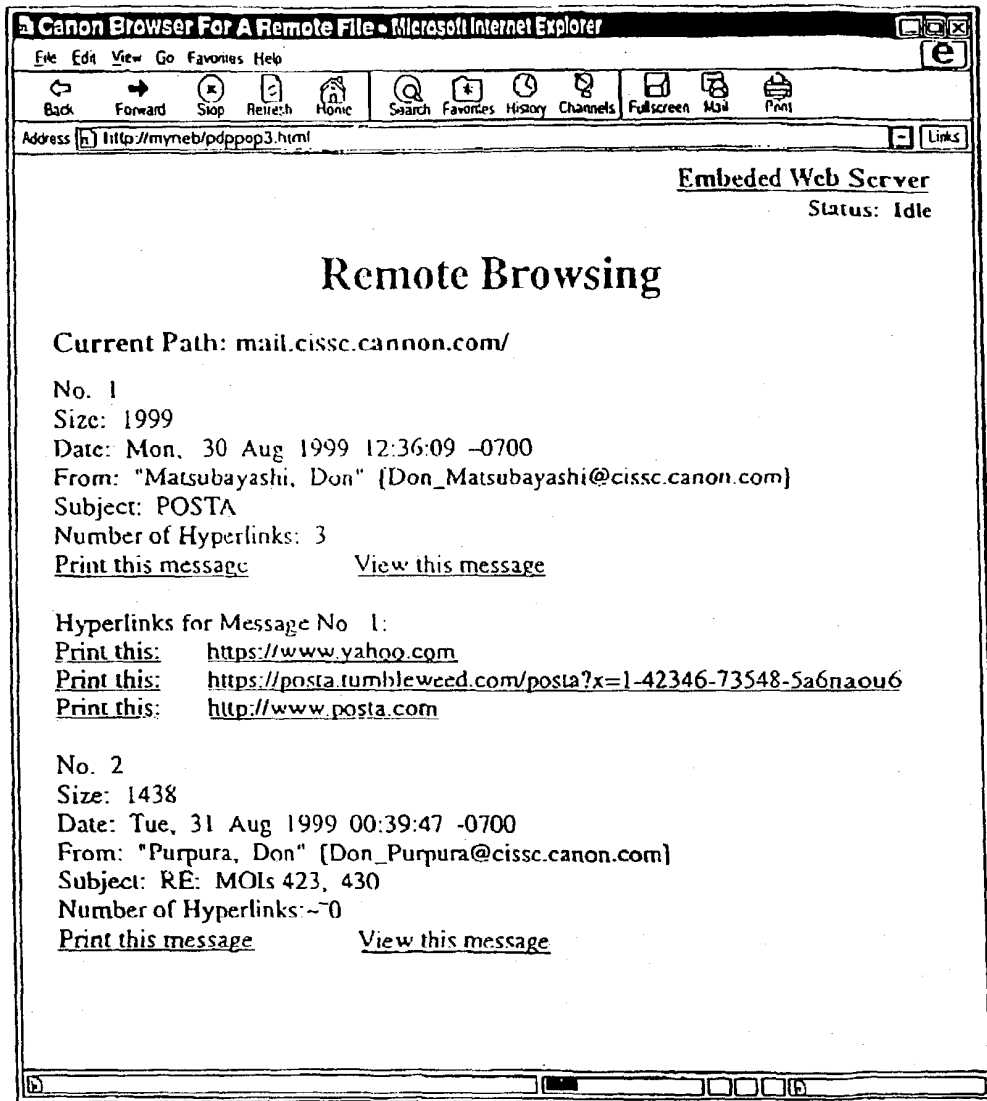 Canon Browser For A Remote File - Microsoft Internet Explorer
File Edit View Go Favorites Help
Back Forward Stop Refresh Home Search Favorites History Channels Fullscreen Mail Print
Address http://myneb/pdppop3.html Links
Embeded Web Server
Status: Idle
Remote Browsing
Current Path: mail.cissc.cannon.com/
No. 1
Size: 1999
Date: Mon, 30 Aug 1999 12:36:09 -0700
From: "Matsubayashi, Don" [Don_Matsubayashi@cissc.canon.com]
Subject: POSTA
Number of Hyperlinks: 3
Print this message View this message
Hyperlinks for Message No 1:
Print this: https://www.yahoo.com
Print this: https://posta.tumbleweed.com/posta?x=1-42346-73548-5a6naou6
Print this: http://www.posta.com
No. 2
Size: 1438
Date: Tue, 31 Aug 1999 00:39:47 -0700
From: "Purpura, Don" [Don_Purpura@cissc.canon.com]
Subject: RE: MOIs 423, 430
Number of Hyperlinks:~ 0
Print this message View this message